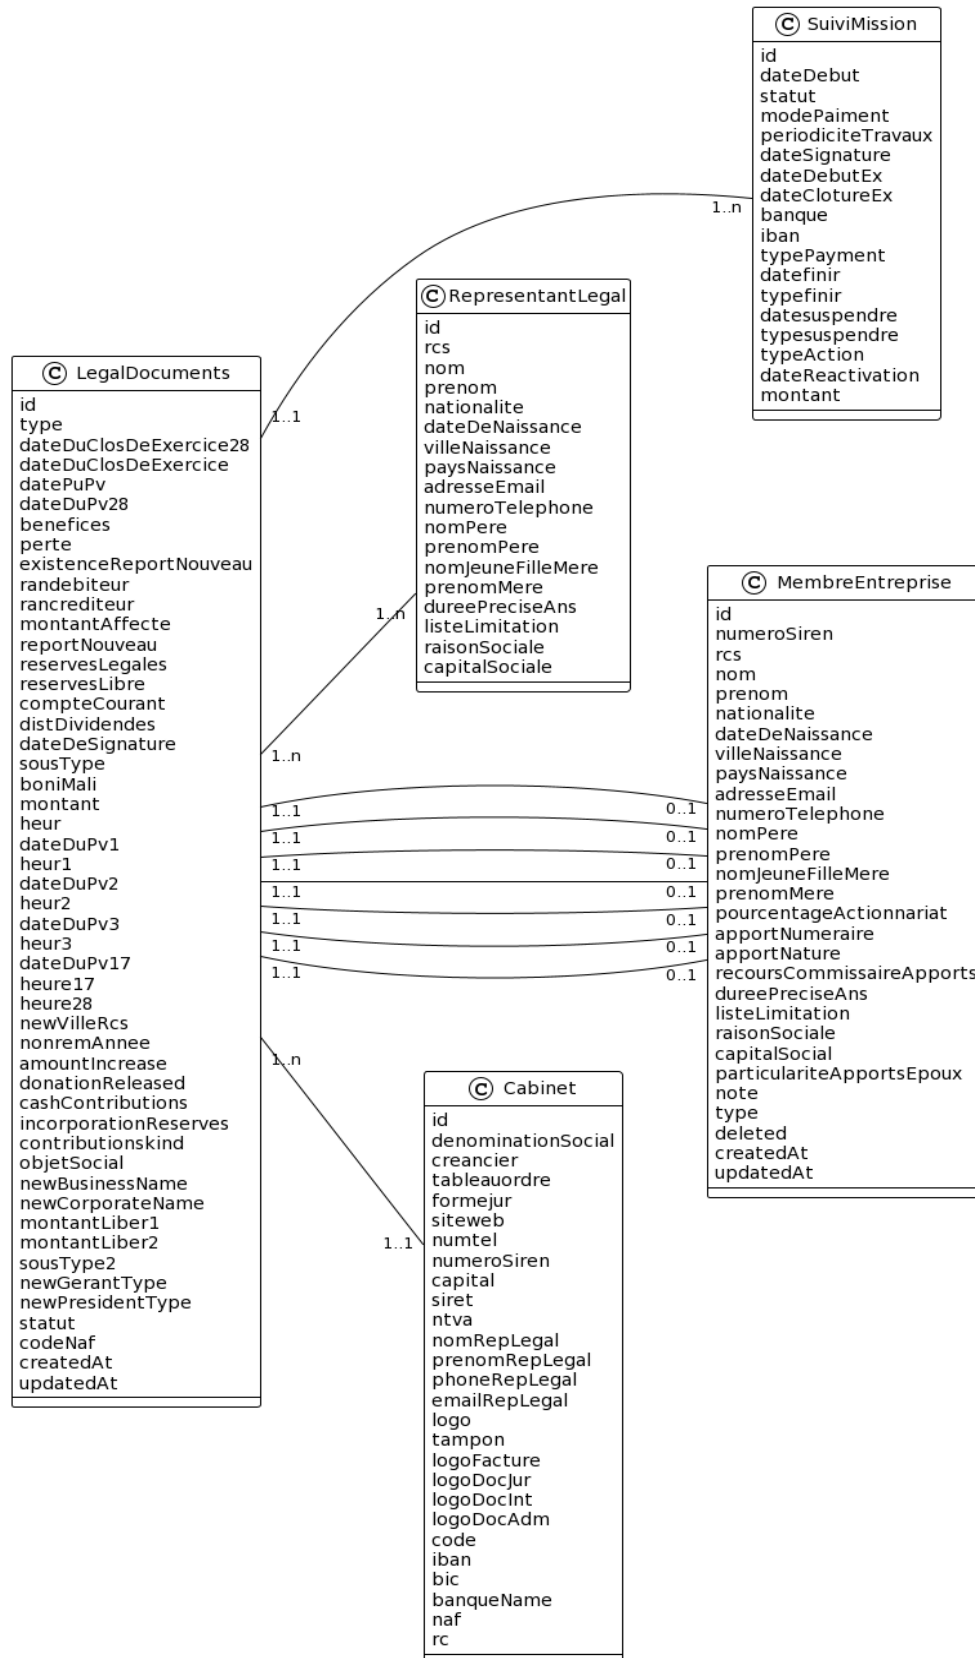 C SuiviMission
id
dateDebut
statut
modePaiment
periodiciteTravaux
dateSignature
dateDebutEx
dateClotureEx
banque
iban
typePayment
datefinir
typefinir
datesuspendre
typesuspendre
typeAction
dateReactivation
montant
1..n
C RepresentantLegal
id
rcs
nom
prenom
nationalite
dateDeNaissance
villeNaissance
paysNaissance
adresseEmail
numeroTelephone
nomPere
prenomPere
nomJeuneFilleMere
prenomMere
dureePreciseAns
listeLimitation
raisonSociale
capitalSociale
1..n
C LegalDocuments
id
type
dateDuClosDeExercice28
dateDuClosDeExercice
datePuPv
dateDuPv28
benefices
perte
existenceReportNouveau
randebiteur
rancrediteur
montantAffecte
reportNouveau
reservesLegales
reservesLibre
compteCourant
distDividendes
dateDeSignature
sousType
boniMali
montant
heur
dateDuPv1
heur1
dateDuPv2
heur2
dateDuPv3
heur3
dateDuPv17
heure17
heure28
newVilleRcs
nonremAnnee
amountIncrease
donationReleased
cashContributions
incorporationReserves
contributionskind
objetSocial
newBusinessName
newCorporateName
montantLiber1
montantLiber2
sousType2
newGerantType
newPresidentType
statut
codeNaf
createdAt
updatedAt
1..1
1..n
1..1 0..1
1..1 0..1
1..1 0..1
1..1 0..1
1..1 0..1
1..1 0..1
1..1 0..1
1..n
C MembreEntreprise
id
numeroSiren
rcs
nom
prenom
nationalite
dateDeNaissance
villeNaissance
paysNaissance
adresseEmail
numeroTelephone
nomPere
prenomPere
nomJeuneFilleMere
prenomMere
pourcentageActionnariat
apportNumeraire
apportNature
recoursCommissaireApports
dureePreciseAns
listeLimitation
raisonSociale
capitalSocial
particulariteApportsEpoux
note
type
deleted
createdAt
updatedAt
C Cabinet
id
denominationSocial
creancier
tableauordre
formejur
siteweb
numtel
numeroSiren
capital
siret
ntva
nomRepLegal
prenomRepLegal
phoneRepLegal
emailRepLegal
logo
tampon
logoFacture
logoDocJur
logoDocInt
logoDocAdm
code
iban
bic
banqueName
naf
rc
1..1